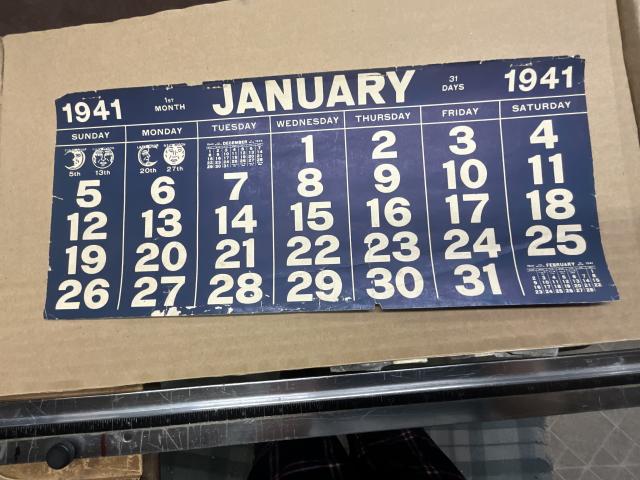 1941 1ST MONTH JANUARY 31 DAYS 1941
SUNDAY MONDAY TUESDAY WEDNESDAY THURSDAY FRIDAY SATURDAY
5th 13th 20th 27th DECEMBER 1 2 3 4
5 6 7 8 9 10 11
12 13 14 15 16 17 18
19 20 21 22 23 24 25
26 27 28 29 30 31 FEBRUARY